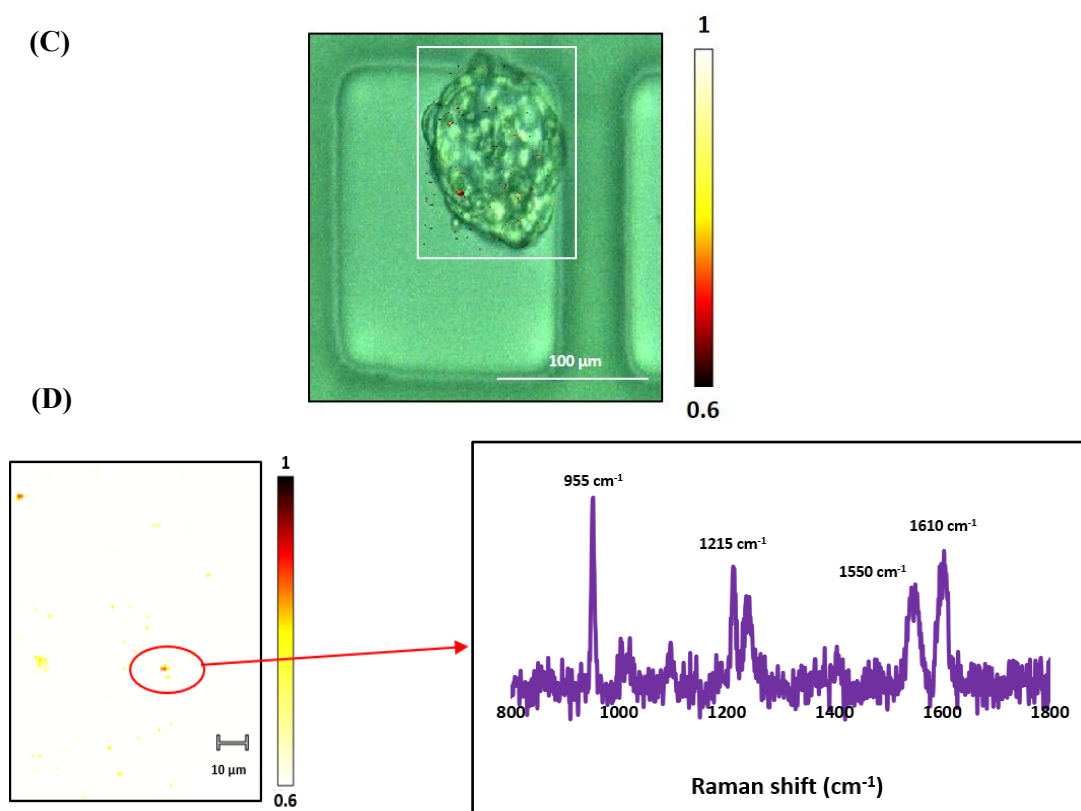 (C)
1
100 µm
0.6
(D)
1
10 µm
0.6
955 cm-1
1215 cm-1
1550 cm-1
1610 cm-1
800 1000 1200 1400 1600 1800
Raman shift (cm-1)